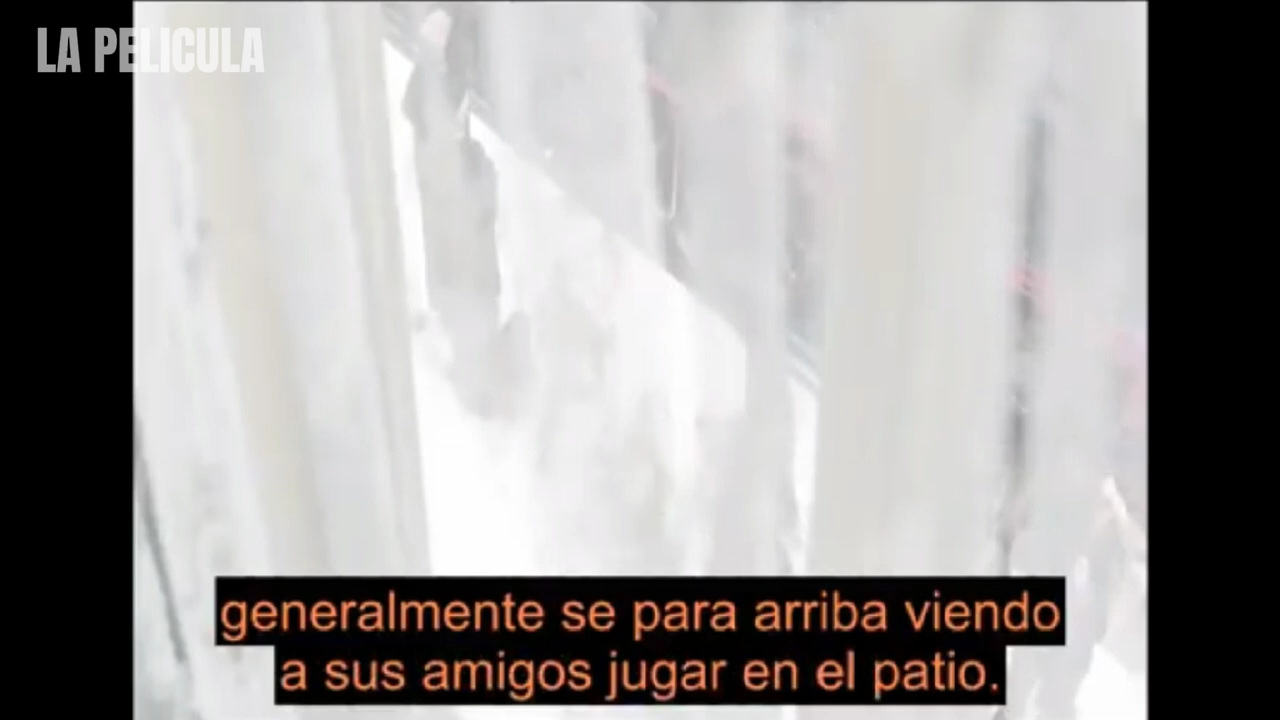 LA PELICULA
generalmente se para arriba viendo
a sus amigos jugar en el patio.